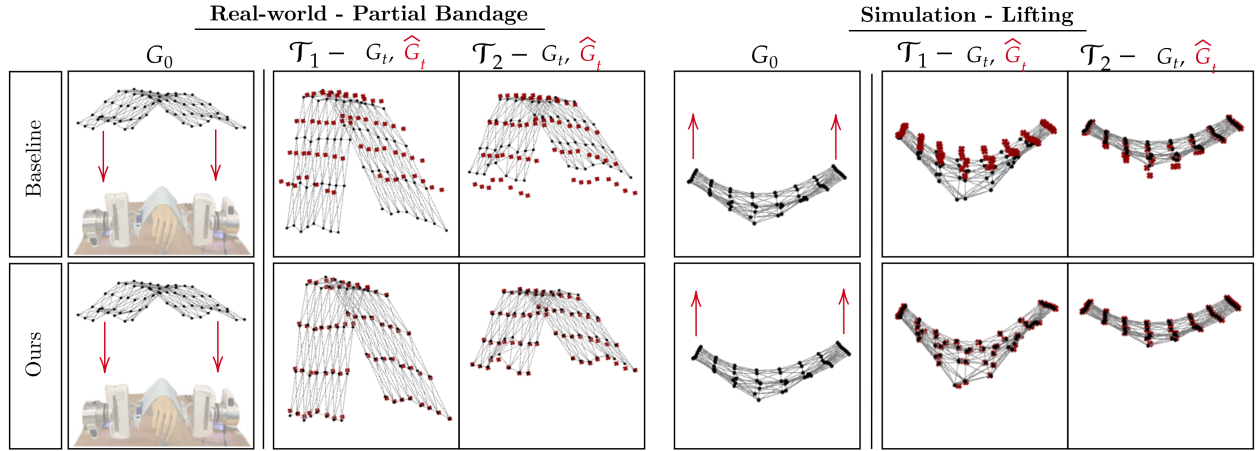 Real-world - Partial Bandage
Simulation - Lifting
G₀
𝒯₁ − Gₜ, Ĝₜ
𝒯₂ − Gₜ, Ĝₜ
G₀
𝒯₁ − Gₜ, Ĝₜ
𝒯₂ − Gₜ, Ĝₜ
Baseline
Ours